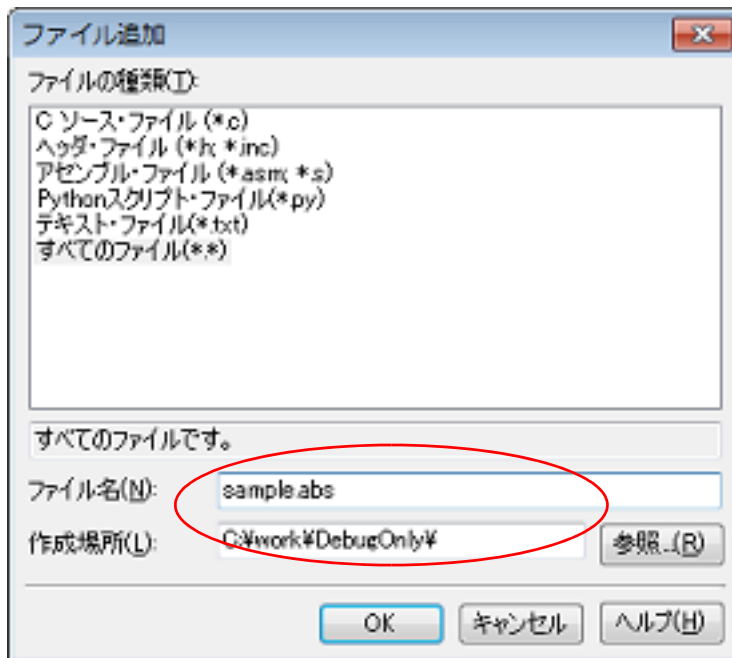 ファイル追加
ファイルの種類(T):
C ソース・ファイル (*.c)
ヘッダ・ファイル (*.h; *.inc)
アセンブル・ファイル (*.asm; *.s)
Pythonスクリプト・ファイル(*.py)
テキスト・ファイル(*.txt)
すべてのファイル(*.*)
すべてのファイルです。
ファイル名(N): sample.abs
作成場所(L): C:¥work¥DebugOnly¥ 参照...(R)
OK キャンセル ヘルプ(H)